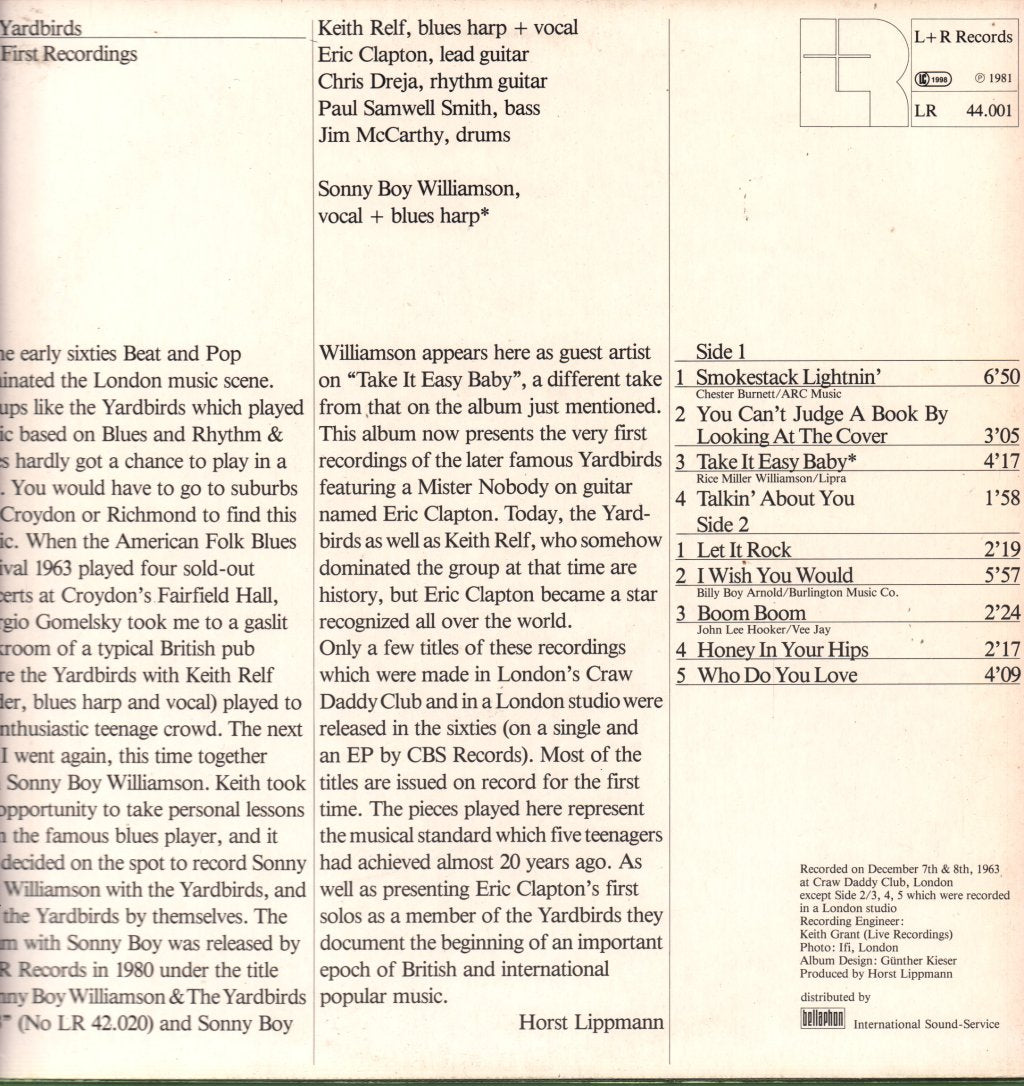 Yardbirds
First Recordings
Keith Relf, blues harp + vocal
Eric Clapton, lead guitar
Chris Dreja, rhythm guitar
Paul Samwell Smith, bass
Jim McCarthy, drums
Sonny Boy Williamson,
vocal + blues harp*
L+R Records
LC 1998 ℗ 1981
LR 44.001
early sixties Beat and Pop
the London music scene.
like the Yardbirds which played
based on Blues and Rhythm &
hardly got a chance to play in a
. You would have to go to suburbs
Croydon or Richmond to find this
When the American Folk Blues
1963 played four sold-out
at Croydon's Fairfield Hall,
Gomelsky took me to a gaslit
of a typical British pub
the Yardbirds with Keith Relf
blues harp and vocal) played to
enthusiastic teenage crowd. The next
I went again, this time together
Sonny Boy Williamson. Keith took
opportunity to take personal lessons
the famous blues player, and it
decided on the spot to record Sonny
Williamson with the Yardbirds, and
the Yardbirds by themselves. The
with Sonny Boy was released by
R Records in 1980 under the title
Boy Williamson & The Yardbirds
" (No LR 42.020) and Sonny Boy
Williamson appears here as guest artist
on "Take It Easy Baby", a different take
from that on the album just mentioned.
This album now presents the very first
recordings of the later famous Yardbirds
featuring a Mister Nobody on guitar
named Eric Clapton. Today, the Yard-
birds as well as Keith Relf, who somehow
dominated the group at that time are
history, but Eric Clapton became a star
recognized all over the world.
Only a few titles of these recordings
which were made in London's Craw
Daddy Club and in a London studio were
released in the sixties (on a single and
an EP by CBS Records). Most of the
titles are issued on record for the first
time. The pieces played here represent
the musical standard which five teenagers
had achieved almost 20 years ago. As
well as presenting Eric Clapton's first
solos as a member of the Yardbirds they
document the beginning of an important
epoch of British and international
popular music.
Horst Lippmann
Side 1
1 Smokestack Lightnin' 6'50
Chester Burnett/ARC Music
2 You Can't Judge A Book By
Looking At The Cover 3'05
3 Take It Easy Baby* 4'17
Rice Miller Williamson/Lipra
4 Talkin' About You 1'58
Side 2
1 Let It Rock 2'19
2 I Wish You Would 5'57
Billy Boy Arnold/Burlington Music Co.
3 Boom Boom 2'24
John Lee Hooker/Vee Jay
4 Honey In Your Hips 2'17
5 Who Do You Love 4'09
Recorded on December 7th & 8th, 1963
at Craw Daddy Club, London
except Side 2/3, 4, 5 which were recorded
in a London studio
Recording Engineer:
Keith Grant (Live Recordings)
Photo: Ifi, London
Album Design: Günther Kieser
Produced by Horst Lippmann
distributed by
bellaphon International Sound-Service